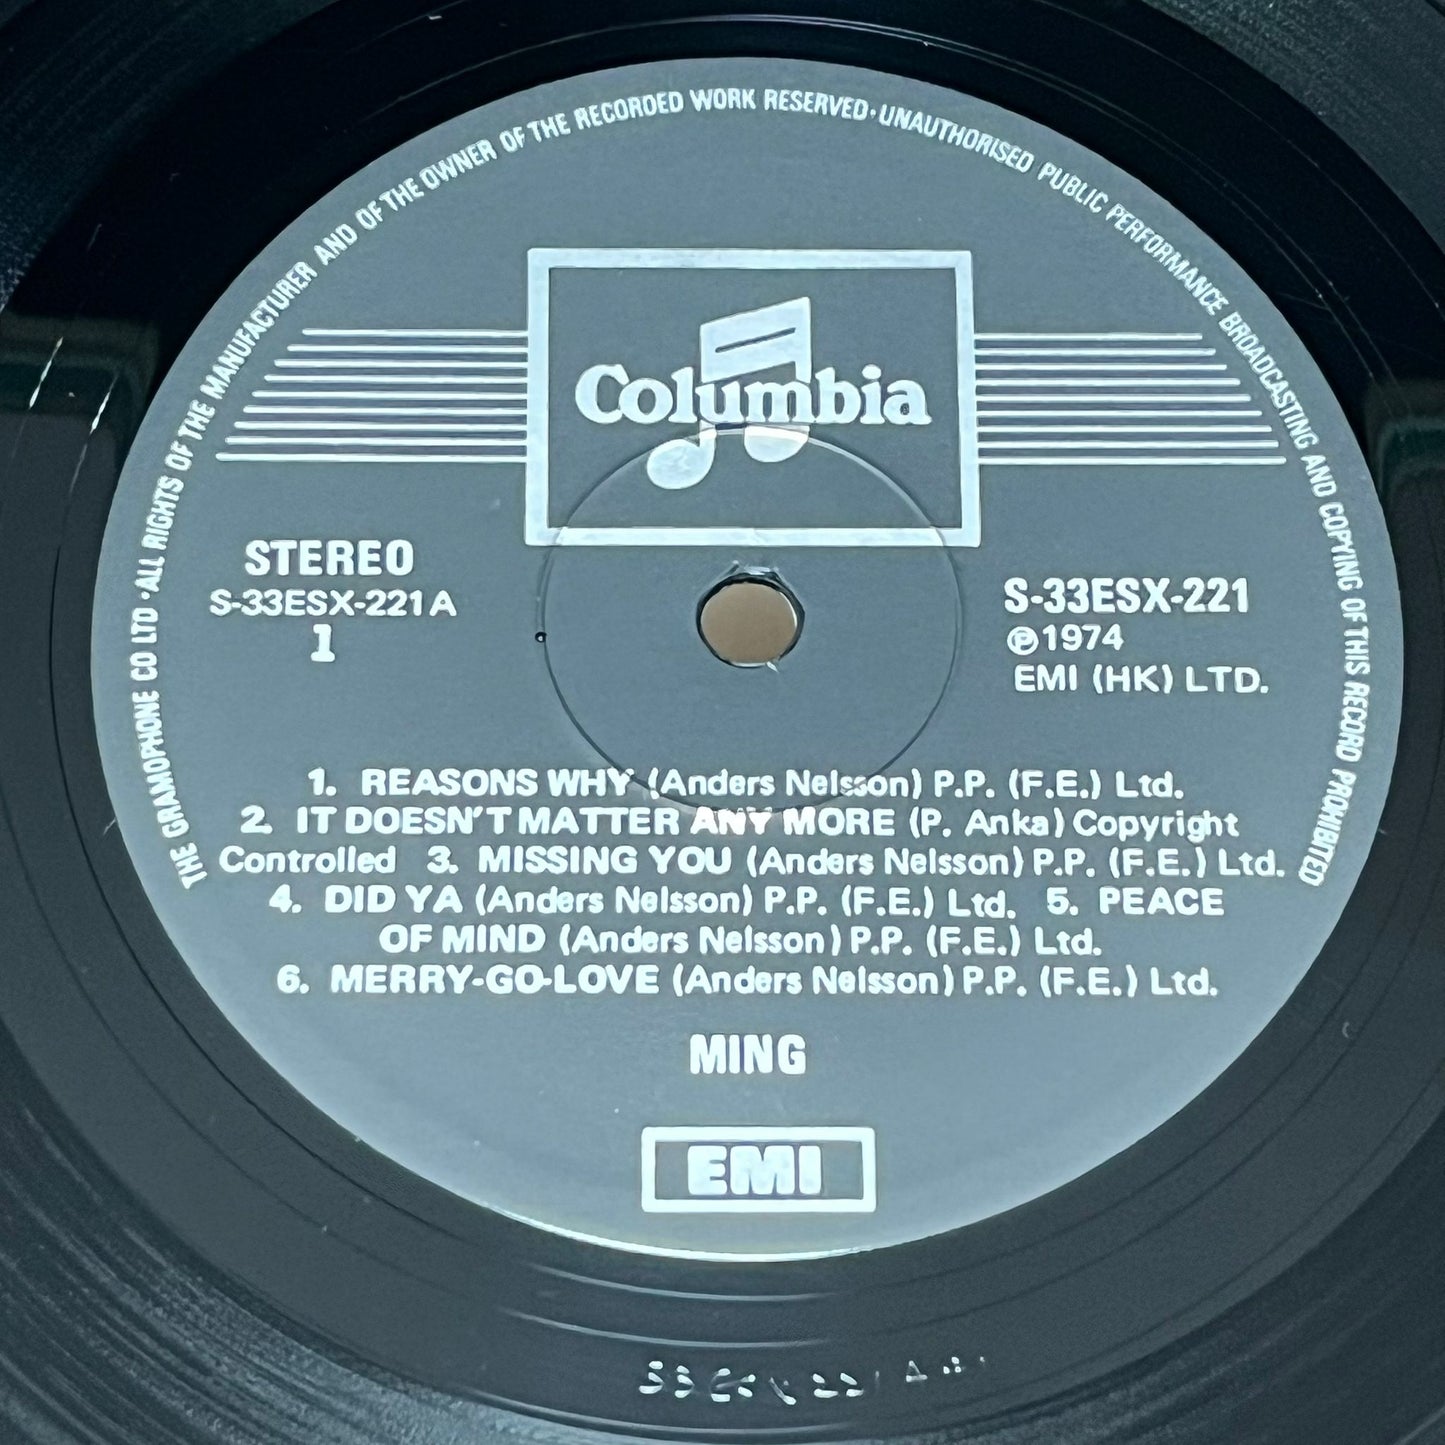 THE GRAMOPHONE CO LTD · ALL RIGHTS OF THE MANUFACTURER AND OF THE OWNER OF THE RECORDED WORK RESERVED · UNAUTHORISED PUBLIC PERFORMANCE BROADCASTING AND COPYING OF THIS RECORD PROHIBITED
Columbia
STEREO
S-33ESX-221 A
1
S-33ESX-221
℗1974
EMI (HK) LTD.
1. REASONS WHY (Anders Nelsson) P.P. (F.E.) Ltd.
2. IT DOESN'T MATTER ANY MORE (P. Anka) Copyright
Controlled 3. MISSING YOU (Anders Nelsson) P.P. (F.E.) Ltd.
4. DID YA (Anders Nelsson) P.P. (F.E.) Ltd. 5. PEACE
OF MIND (Anders Nelsson) P.P. (F.E.) Ltd.
6. MERRY-GO-LOVE (Anders Nelsson) P.P. (F.E.) Ltd.
MING
EMI